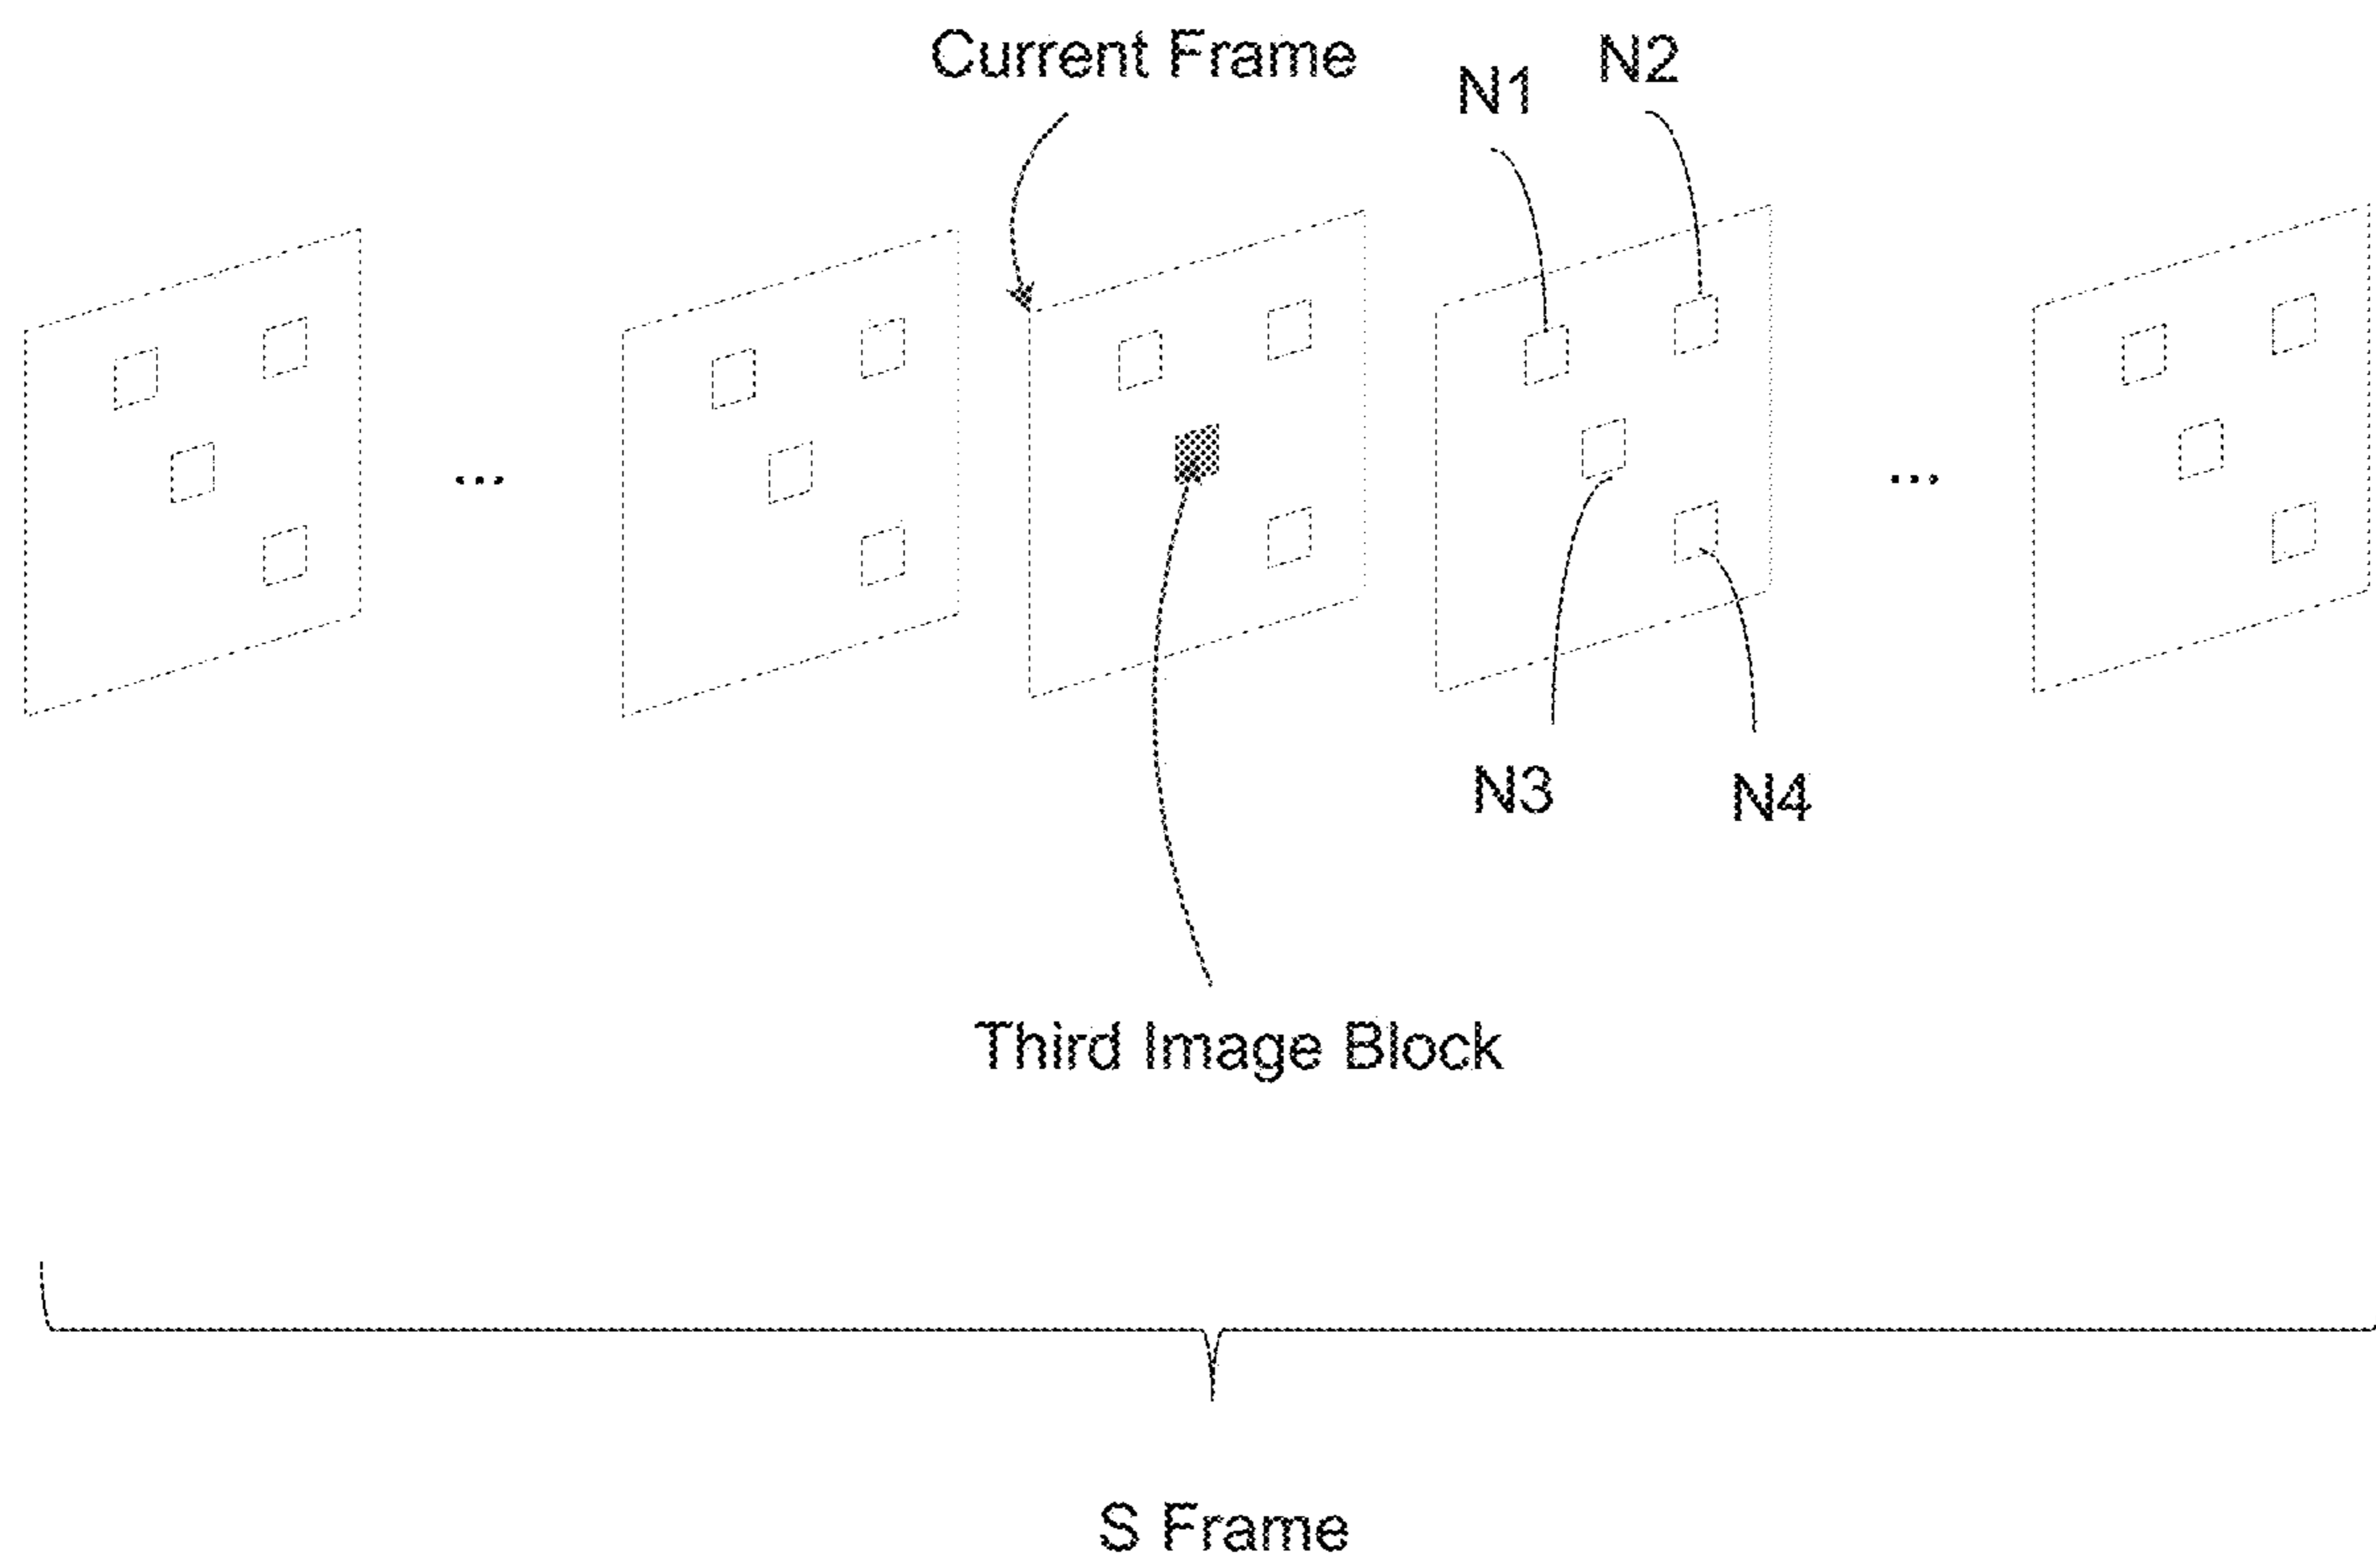 Current Frame
N1
N2
...
...
N3
N4
Third Image Block
S Frame